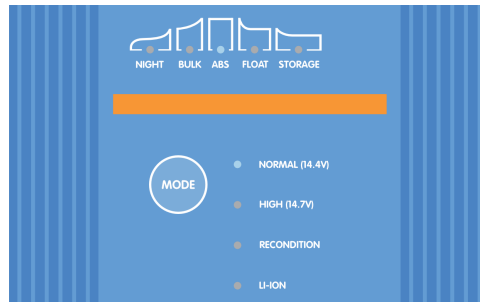 NIGHT BULK ABS FLOAT STORAGE
NORMAL (14.4V)
MODE
HIGH (14.7V)
RECONDITION
LI-ION